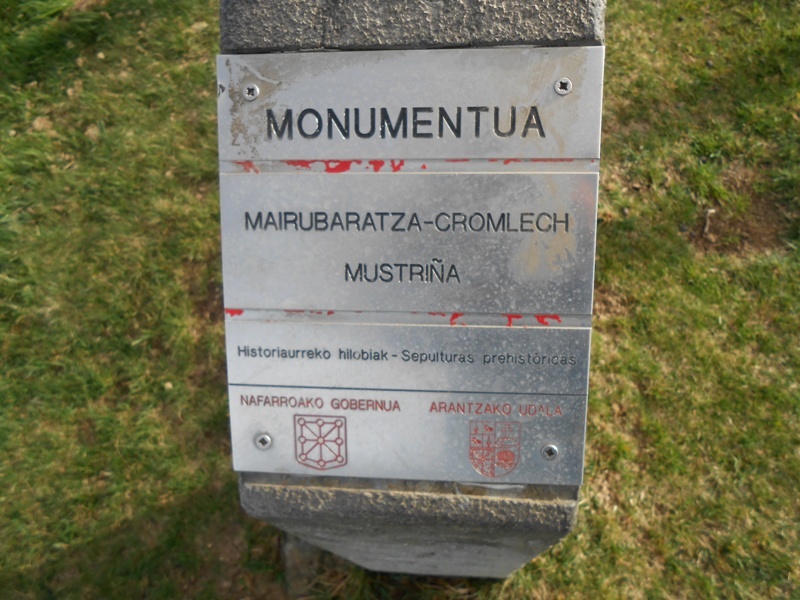 MONUMENTUA
MAIRUBARATZA-CROMLECH
MUSTRIÑA
Historiaurreko hilobiak - Sepulturas prehistóricas
NAFARROAKO GOBERNUA ARANTZAKO UDALA